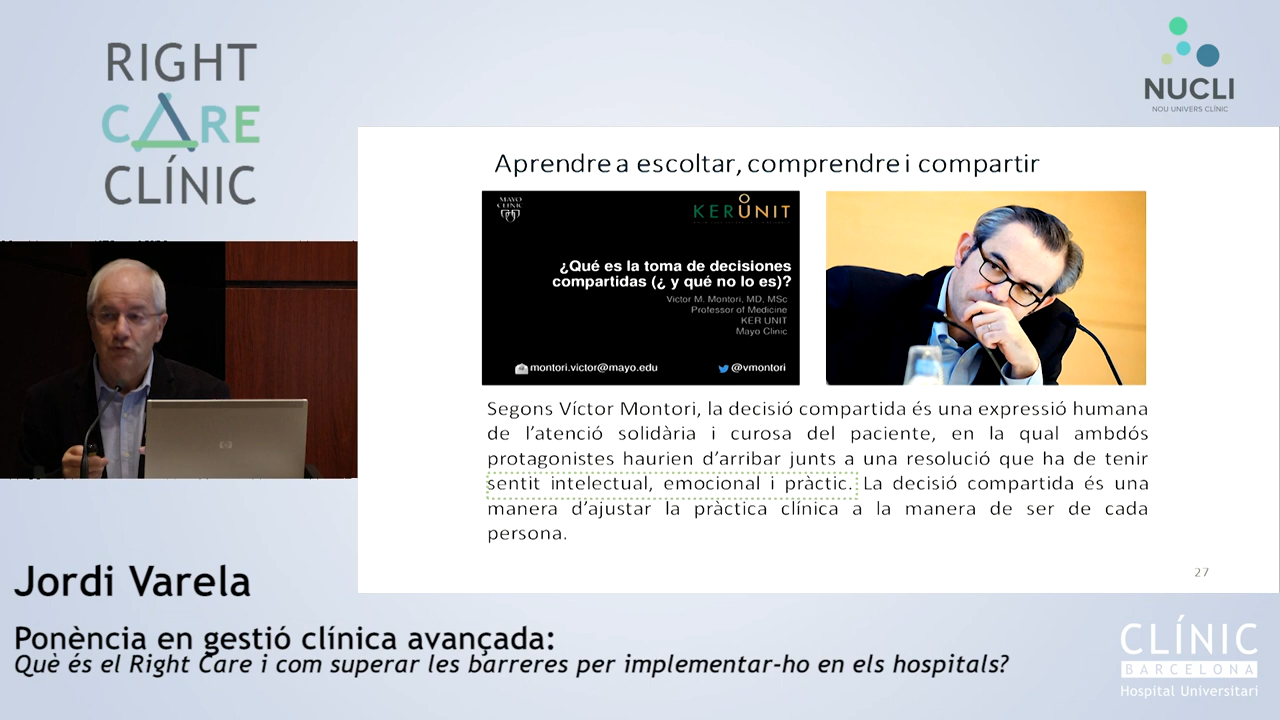 RIGHT
CARE
CLÍNIC
NUCLI
NOU UNIVERS CLÍNIC
Aprendre a escoltar, comprendre i compartir
MAYO
CLINIC
KER UNIT
¿Qué es la toma de decisiones
compartidas (¿ y qué no lo es)?
Victor M. Montori, MD, MSc
Professor of Medicine
KER UNIT
Mayo Clinic
montori.victor@mayo.edu
@vmontori
Segons Víctor Montori, la decisió compartida és una expressió humana
de l’atenció solidària i curosa del paciente, en la qual ambdós
protagonistes haurien d’arribar junts a una resolució que ha de tenir
sentit intelectual, emocional i pràctic. La decisió compartida és una
manera d’ajustar la pràctica clínica a la manera de ser de cada
persona.
27
hp
Jordi Varela
Ponència en gestió clínica avançada:
Què és el Right Care i com superar les barreres per implementar-ho en els hospitals?
CLÍNIC
BARCELONA
Hospital Universitari